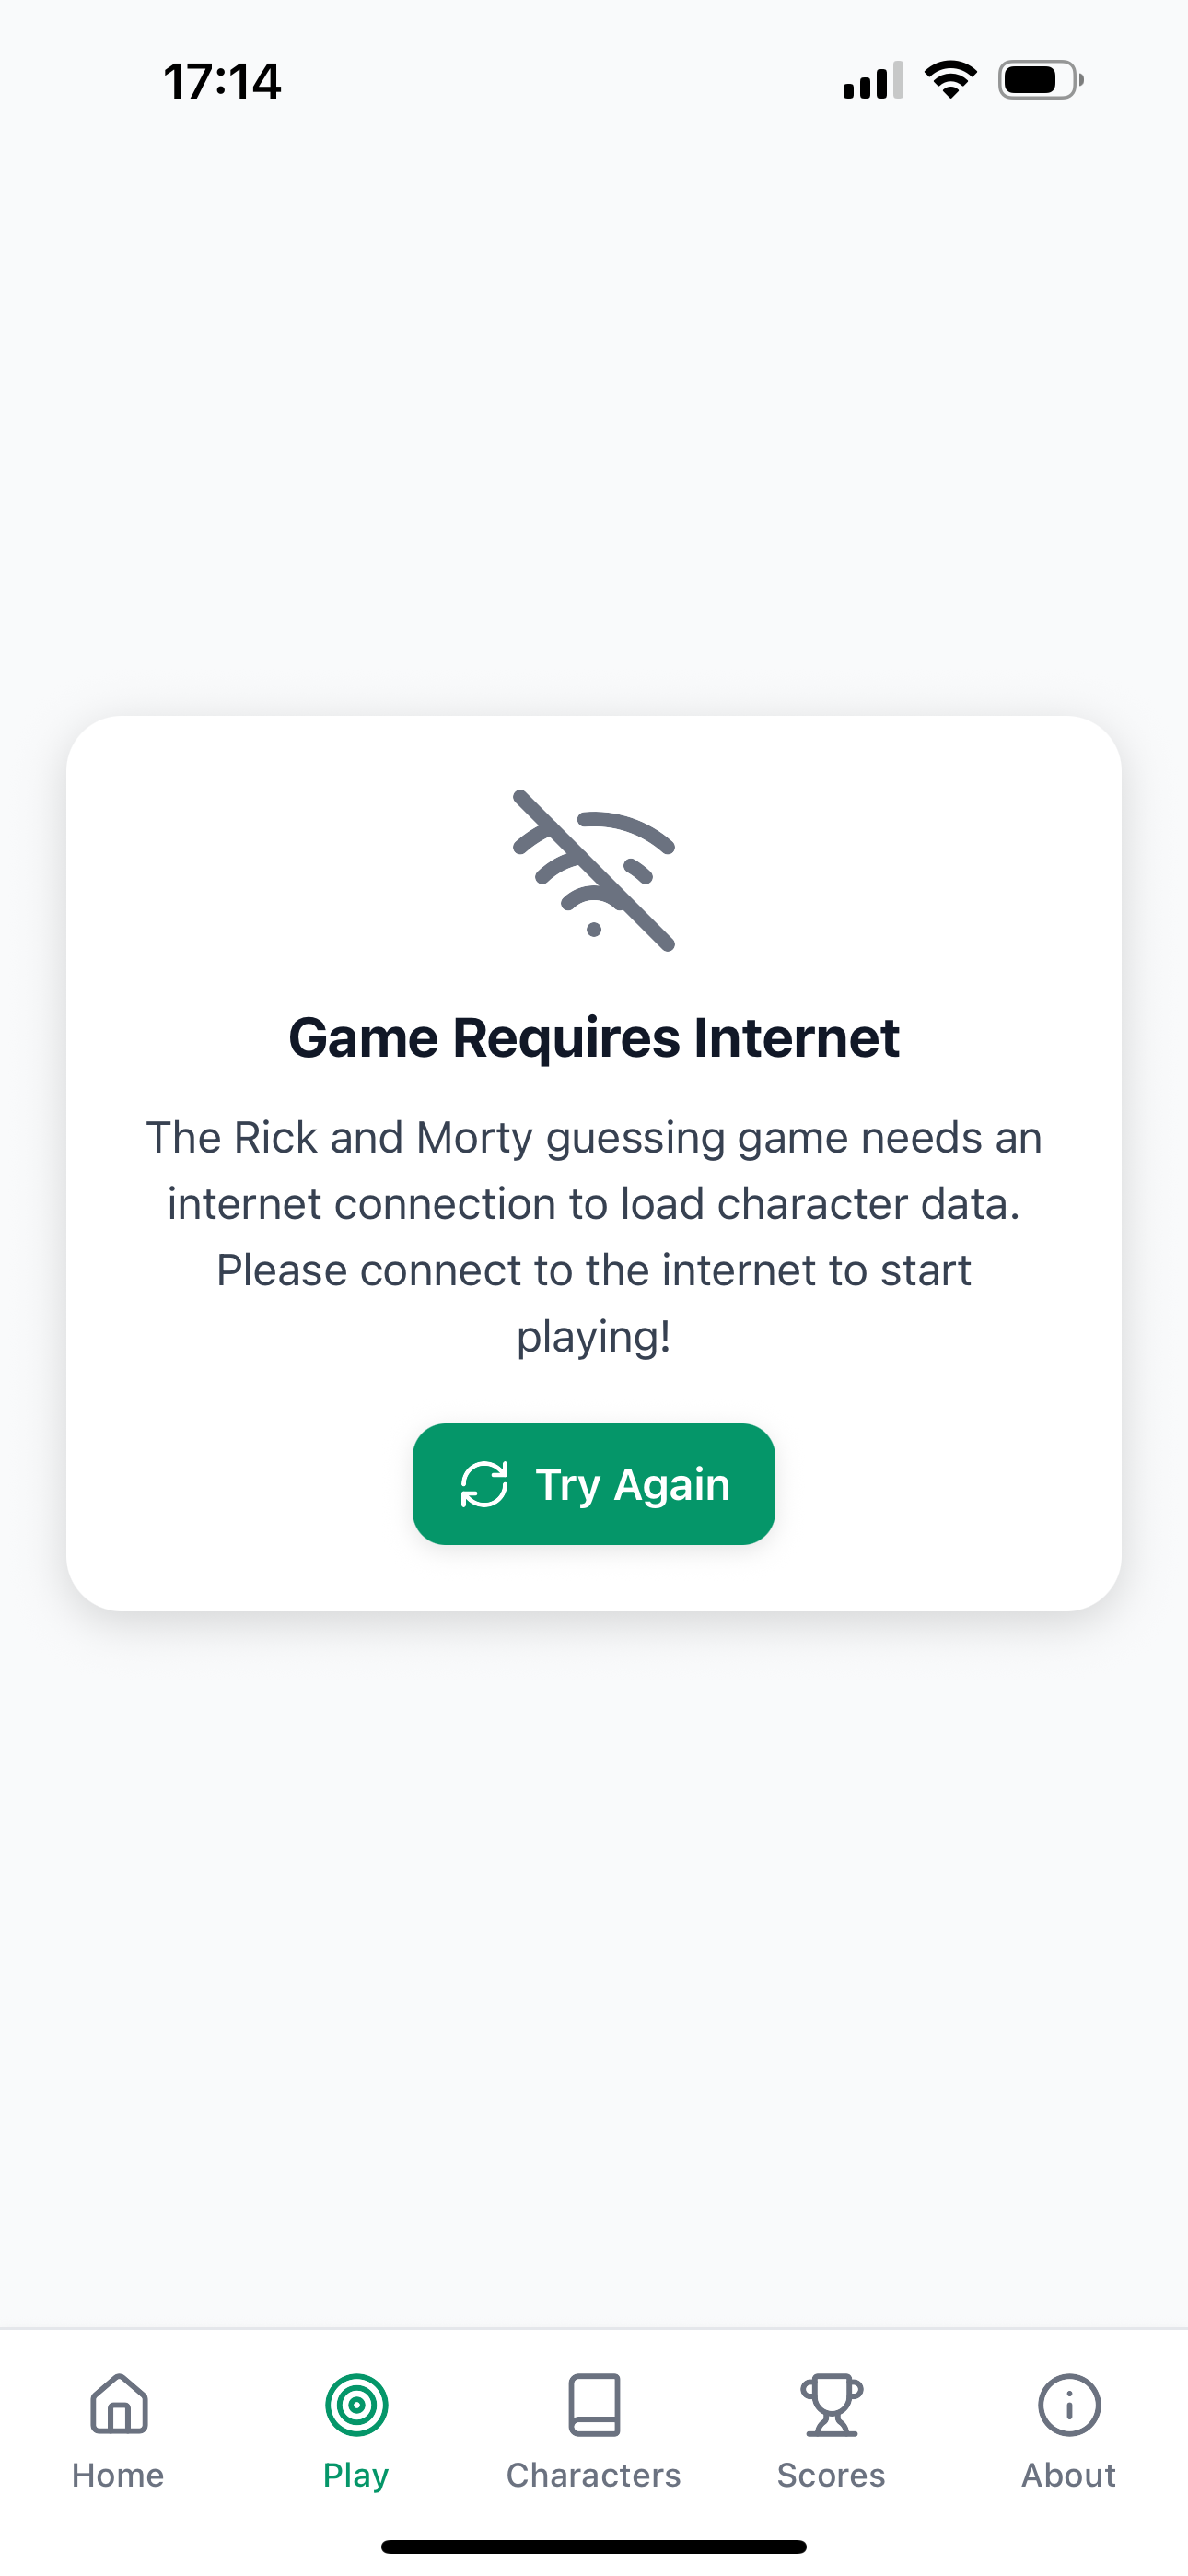 17:14
Game Requires Internet
The Rick and Morty guessing game needs an
internet connection to load character data.
Please connect to the internet to start
playing!
Try Again
Home
Play
Characters
Scores
About